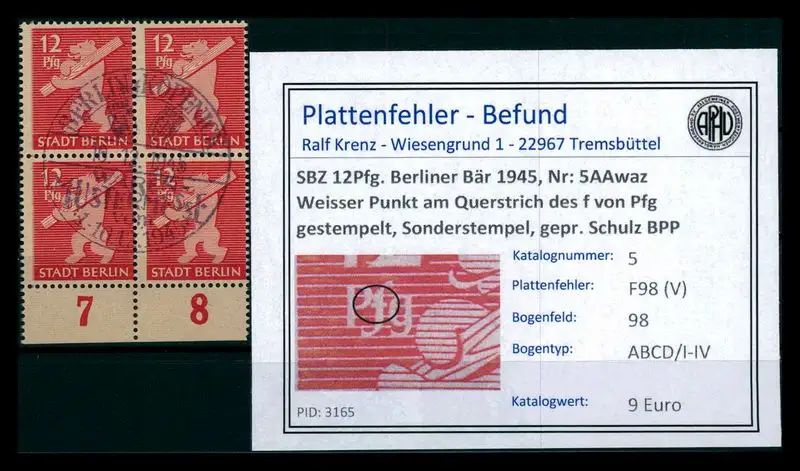 12 12
Pfg Pfg
STADT BERLIN STADT BERLIN
12 12
Pfg
STADT BERLIN STADT BERLIN
7 8
Plattenfehler - Befund
Ralf Krenz - Wiesengrund 1 - 22967 Tremsbüttel
SBZ 12Pfg. Berliner Bär 1945, Nr: 5AAwaz
Weisser Punkt am Querstrich des f von Pfg
gestempelt, Sonderstempel, gepr. Schulz BPP
Pfg
Katalognummer: 5
Plattenfehler: F98 (V)
Bogenfeld: 98
Bogentyp: ABCD/I-IV
Katalogwert: 9 Euro
PID: 3165